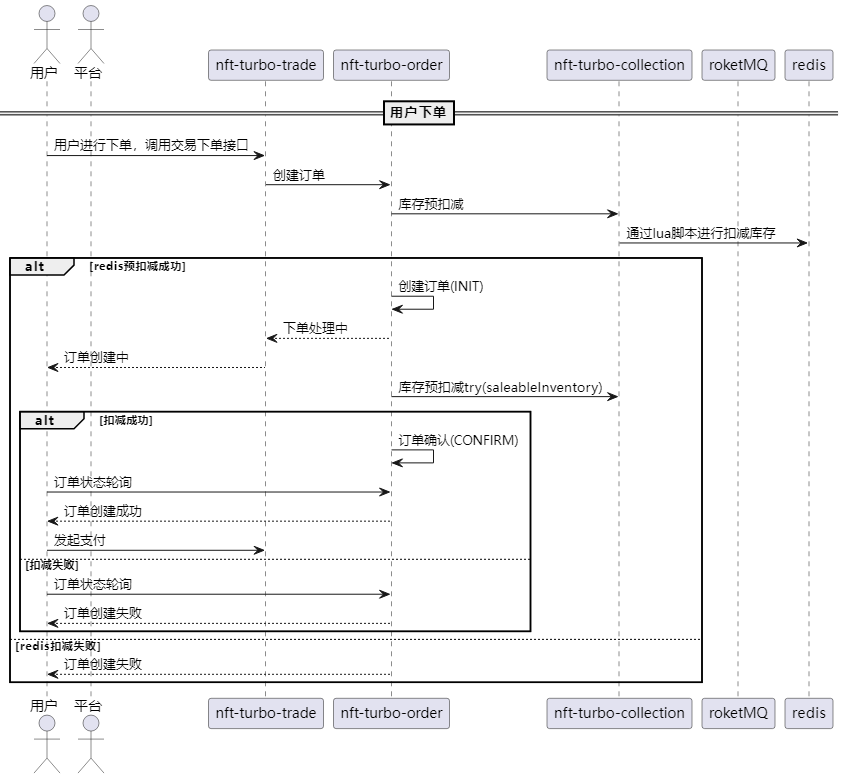 用户
平台
nft-turbo-trade
nft-turbo-order
nft-turbo-collection
roketMQ
redis
用户下单
用户进行下单，调用交易下单接口
创建订单
库存预扣减
通过lua脚本进行扣减库存
alt
[redis预扣减成功]
创建订单(INIT)
下单处理中
订单创建中
库存预扣减try(saleableInventory)
alt
[扣减成功]
订单确认(CONFIRM)
订单状态轮询
订单创建成功
发起支付
[扣减失败]
订单状态轮询
订单创建失败
[redis扣减失败]
订单创建失败
用户
平台
nft-turbo-trade
nft-turbo-order
nft-turbo-collection
roketMQ
redis